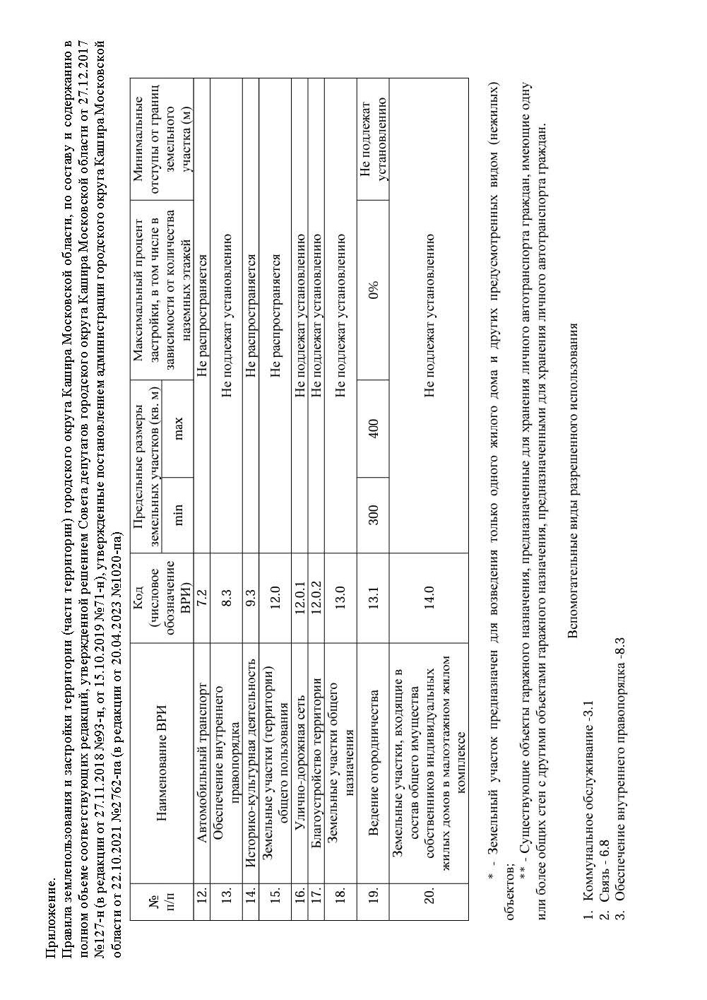 Приложение.
Правила землепользования и застройки территории (части территории) городского округа Кашира Московской области, по составу и содержанию в
полном объеме соответствующих редакций, утвержденной решением Совета депутатов городского округа Кашира Московской области от 27.12.2017
№127-н (в редакции от 27.11.2018 №93-н, от 15.10.2019 №71-н), утвержденные постановлением администрации городского округа Кашира Московской
области от 22.10.2021 №2762-па (в редакции от 20.04.2023 №1020-па)
№ п/п | Наименование ВРИ | Код (числовое обозначение ВРИ) | Предельные размеры земельных участков (кв. м) min max | Максимальный процент застройки, в том числе в зависимости от количества наземных этажей | Минимальные отступы от границ земельного участка (м)
12. Автомобильный транспорт 7.2 Не распространяется
13. Обеспечение внутреннего
правопорядка 8.3 Не подлежат установлению
14. Историко-культурная деятельность 9.3 Не распространяется
15. Земельные участки (территории)
общего пользования 12.0 Не распространяется
16. Улично-дорожная сеть 12.0.1 Не подлежат установлению
17. Благоустройство территории 12.0.2 Не подлежат установлению
18. Земельные участки общего
назначения 13.0 Не подлежат установлению
19. Ведение огородничества 13.1 300 400 0% Не подлежат
установлению
20. Земельные участки, входящие в
состав общего имущества
собственников индивидуальных
жилых домов в малоэтажном жилом
комплексе 14.0 Не подлежат установлению
* - Земельный участок предназначен для возведения только одного жилого дома и других предусмотренных видом (нежилых)
объектов;
** - Существующие объекты гаражного назначения, предназначенные для хранения личного автотранспорта граждан, имеющие одну
или более общих стен с другими объектами гаражного назначения, предназначенными для хранения личного автотранспорта граждан.
Вспомогательные виды разрешенного использования
1. Коммунальное обслуживание -3.1
2. Связь - 6.8
3. Обеспечение внутреннего правопорядка -8.3